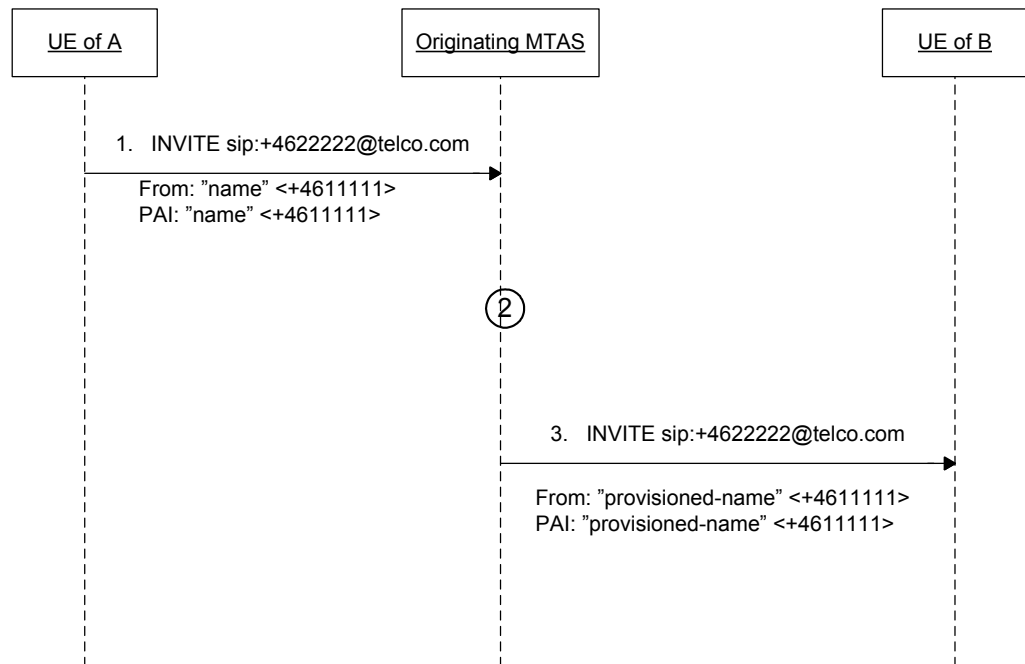 UE of A
Originating MTAS
UE of B
1. INVITE sip:+4622222@telco.com
From: ”name” <+4611111>
PAI: ”name” <+4611111>
2
3. INVITE sip:+4622222@telco.com
From: ”provisioned-name” <+4611111>
PAI: ”provisioned-name” <+4611111>